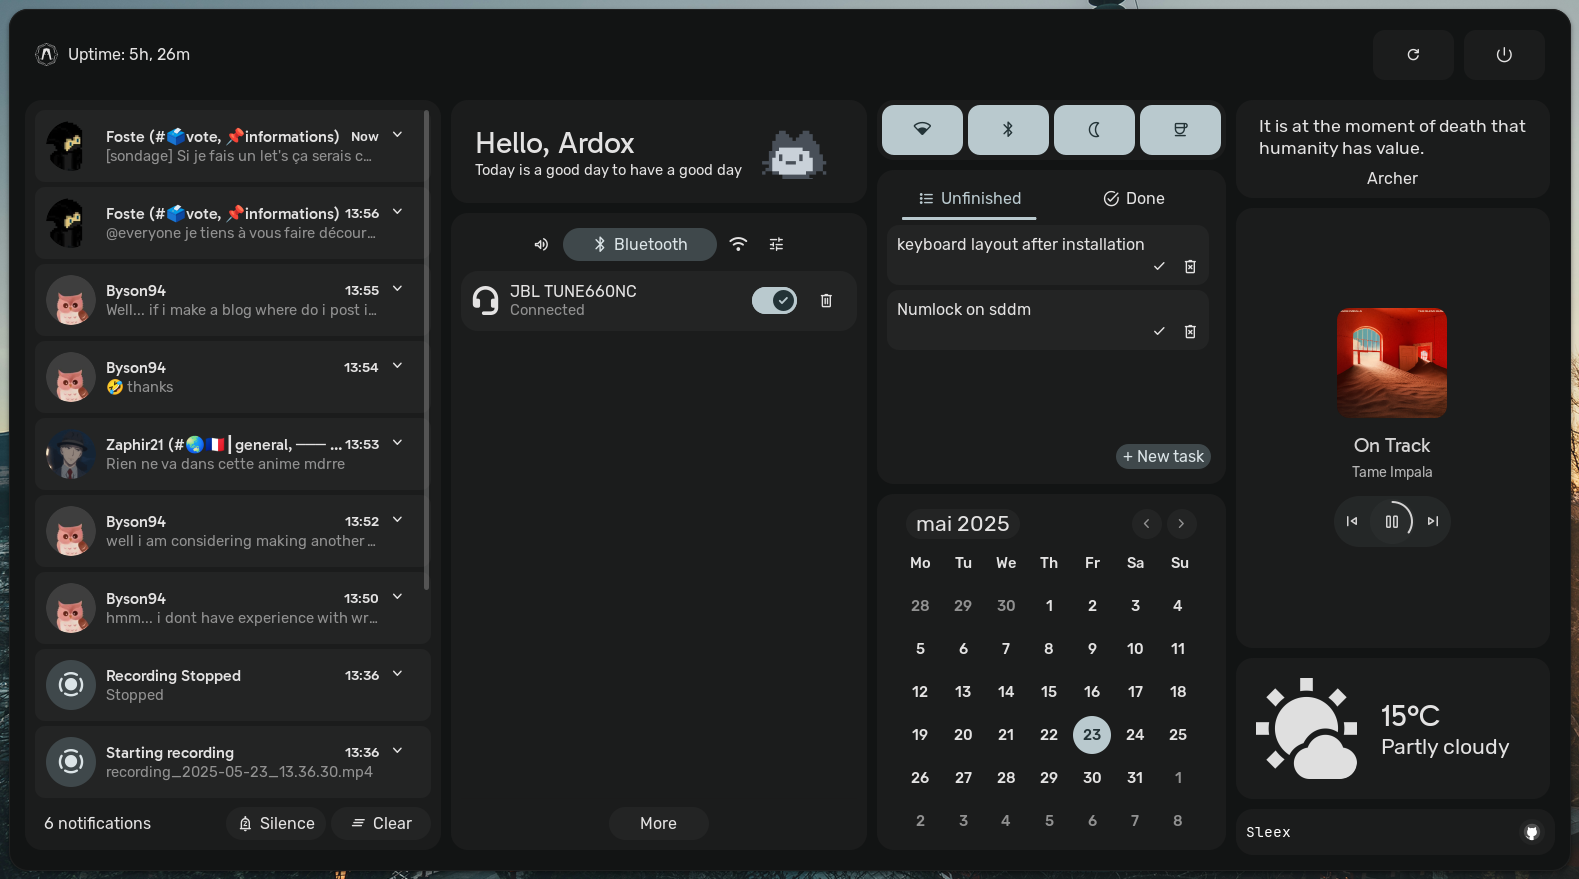 Uptime: 5h, 26m
Foste (#🗳️vote, 📌informations) Now
[sondage] Si je fais un let's ça serais c...
Foste (#🗳️vote, 📌informations) 13:56
@everyone je tiens à vous faire décour...
Byson94 13:55
Well... if i make a blog where do i post i...
Byson94 13:54
🤣 thanks
Zaphir21 (#🌏🇫🇷┃general, —— ... 13:53
Rien ne va dans cette anime mdrre
Byson94 13:52
well i am considering making another ...
Byson94 13:50
hmm... i dont have experience with wr...
Recording Stopped 13:36
Stopped
Starting recording 13:36
recording_2025-05-23_13.36.30.mp4
6 notifications Silence Clear
Hello, Ardox
Today is a good day to have a good day
Bluetooth
JBL TUNE660NC
Connected
More
Unfinished Done
keyboard layout after installation
Numlock on sddm
+ New task
mai 2025
Mo Tu We Th Fr Sa Su
28 29 30 1 2 3 4
5 6 7 8 9 10 11
12 13 14 15 16 17 18
19 20 21 22 23 24 25
26 27 28 29 30 31 1
2 3 4 5 6 7 8
It is at the moment of death that
humanity has value.
Archer
On Track
Tame Impala
15°C
Partly cloudy
Sleex